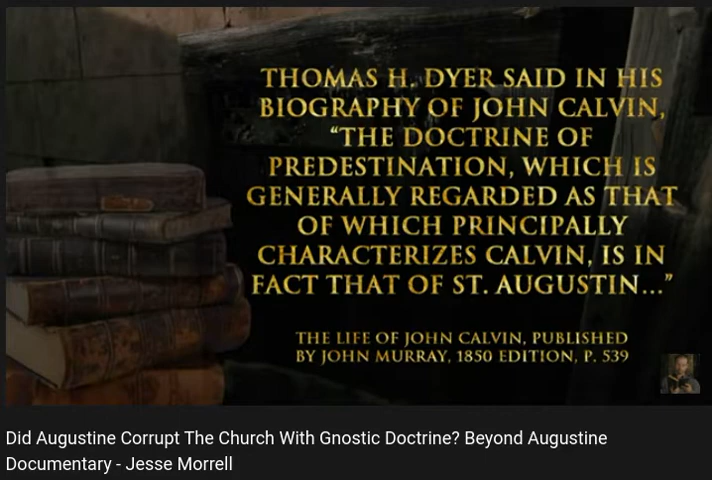 THOMAS H. DYER SAID IN HIS
BIOGRAPHY OF JOHN CALVIN,
“THE DOCTRINE OF
PREDESTINATION, WHICH IS
GENERALLY REGARDED AS THAT
OF WHICH PRINCIPALLY
CHARACTERIZES CALVIN, IS IN
FACT THAT OF ST. AUGUSTIN...”
THE LIFE OF JOHN CALVIN, PUBLISHED
BY JOHN MURRAY, 1850 EDITION, P. 539
Did Augustine Corrupt The Church With Gnostic Doctrine? Beyond Augustine
Documentary - Jesse Morrell